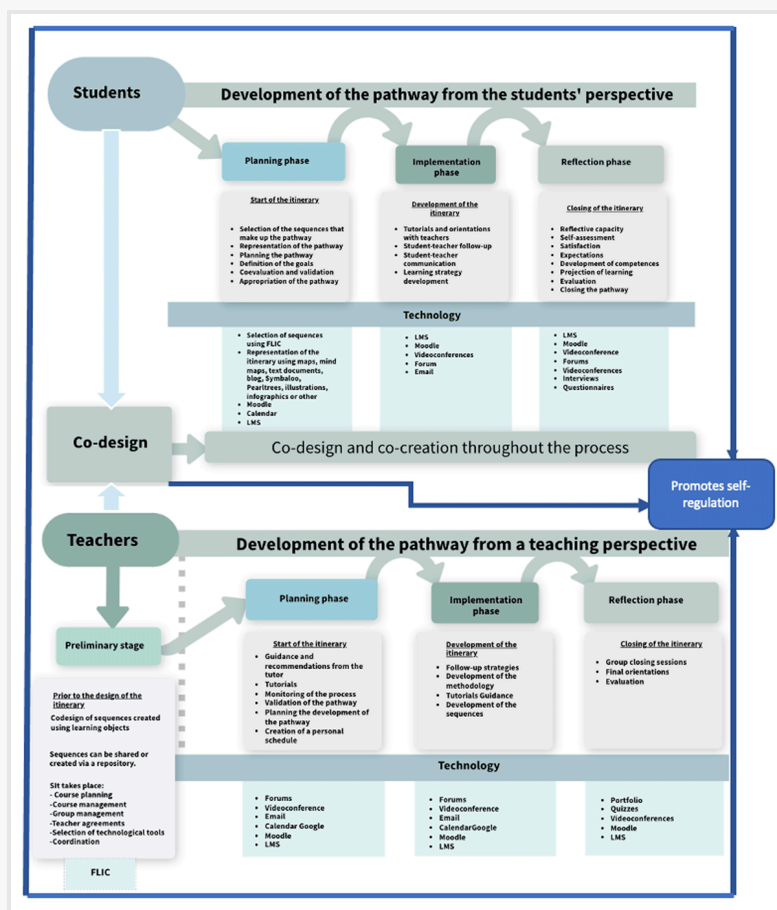 Students
Development of the pathway from the students' perspective
Planning phase
Implementation
phase
Reflection phase
Start of the itinerary
• Selection of the sequences that
make up the pathway
• Representation of the pathway
• Planning the pathway
• Definition of the goals
• Coevaluation and validation
• Appropriation of the pathway
Development of the
itinerary
• Tutorials and orientations
with teachers
• Student-teacher follow-up
• Student-teacher
communication
• Learning strategy
development
Closing of the itinerary
• Reflective capacity
• Self-assessment
• Satisfaction
• Expectations
• Development of competences
• Projection of learning
• Evaluation
• Closing the pathway
Technology
• Selection of sequences
using FLIC
• Representation of the
itinerary using maps, mind
maps, text documents,
blog, Symbaloo,
Pearltrees, illustrations,
infographics or other
• Moodle
• Calendar
• LMS
• LMS
• Moodle
• Videoconferences
• Forum
• Email
• LMS
• Moodle
• Videoconference
• Forums
• Videoconferences
• Interviews
• Questionnaires
Co-design
Co-design and co-creation throughout the process
Promotes self-
regulation
Teachers
Development of the pathway from a teaching perspective
Preliminary stage
Planning phase
Implementation
phase
Reflection phase
Prior to the design of the
itinerary
Codesign of sequences created
using learning objects
Sequences can be shared or
created via a repository.
SIt takes place:
- Course planning
-Course management
-Group management
-Teacher agreements
-Selection of technological tools
-Coordination
FLIC
Start of the itinerary
• Guidance and
recommendations from the
tutor
• Tutorials
• Monitoring of the process
• Validation of the pathway
• Planning the development of
the pathway
• Creation of a personal
schedule
Development of the
itinerary
• Follow-up strategies
• Development of the
methodology
• Tutorials Guidance
• Development of the
sequences
Closing of the itinerary
• Group closing sessions
• Final orientations
• Evaluation
Technology
• Forums
• Videoconference
• Email
• Calendar Google
• Moodle
• LMS
• Forums
• Videoconference
• Email
• CalendarGoogle
• Moodle
• LMS
• Portfolio
• Quizzes
• Videoconferences
• Moodle
• LMS